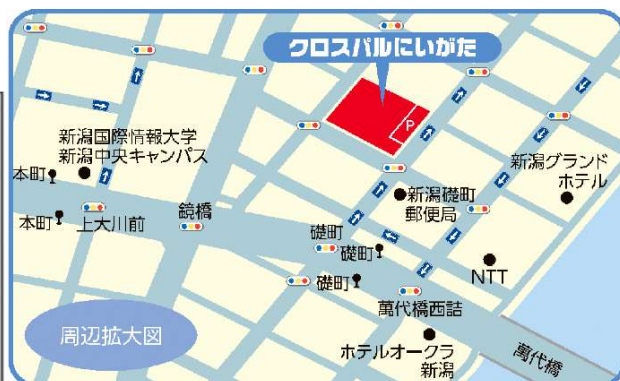 クロスパルにいがた
P
新潟国際情報大学
新潟中央キャンパス
本町
本町
上大川前
鏡橋
礎町
礎町
礎町
新潟礎町
郵便局
新潟グランド
ホテル
NTT
萬代橋西詰
ホテルオークラ
新潟
萬代橋
周辺拡大図